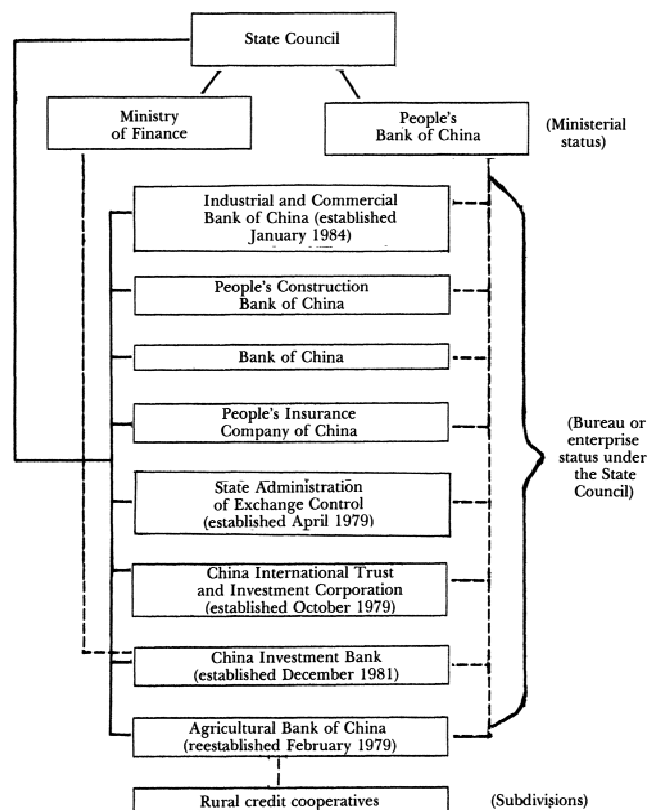 State Council
Ministry
of Finance
People's
Bank of China
(Ministerial
status)
Industrial and Commercial
Bank of China (established
January 1984)
People's Construction
Bank of China
Bank of China
People's Insurance
Company of China
(Bureau or
enterprise
status under
the State
Council)
State Administration
of Exchange Control
(established April 1979)
China International Trust
and Investment Corporation
(established October 1979)
China Investment Bank
(established December 1981)
Agricultural Bank of China
(reestablished February 1979)
Rural credit cooperatives
(Subdivisions)